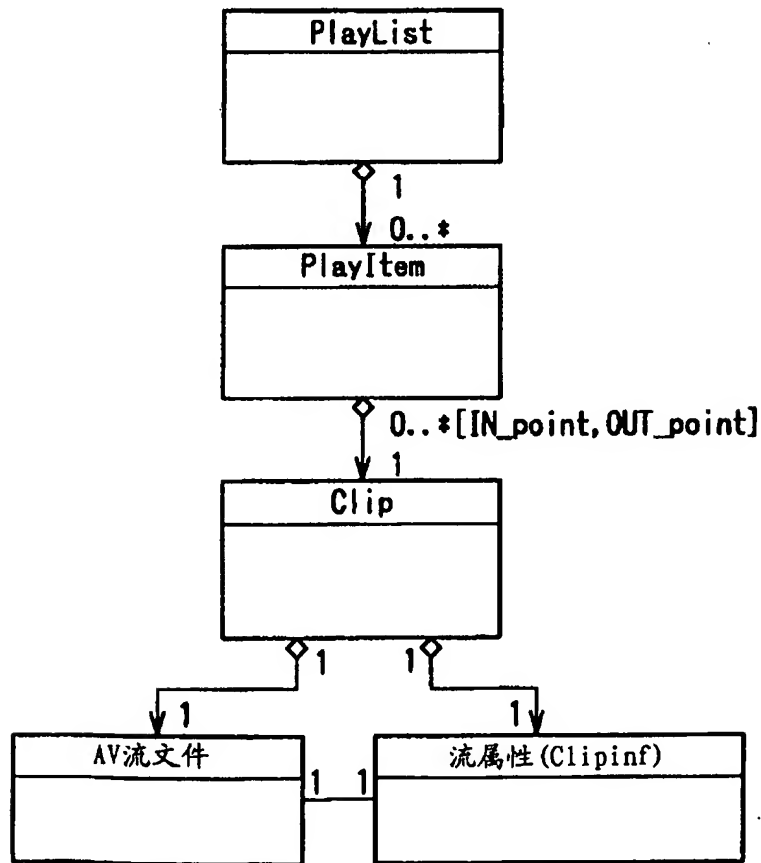 PlayList
1
0..*
PlayItem
0..*[IN_point,OUT_point]
1
Clip
1 1
1 1
AV流文件 流属性(Clipinf)
1 1